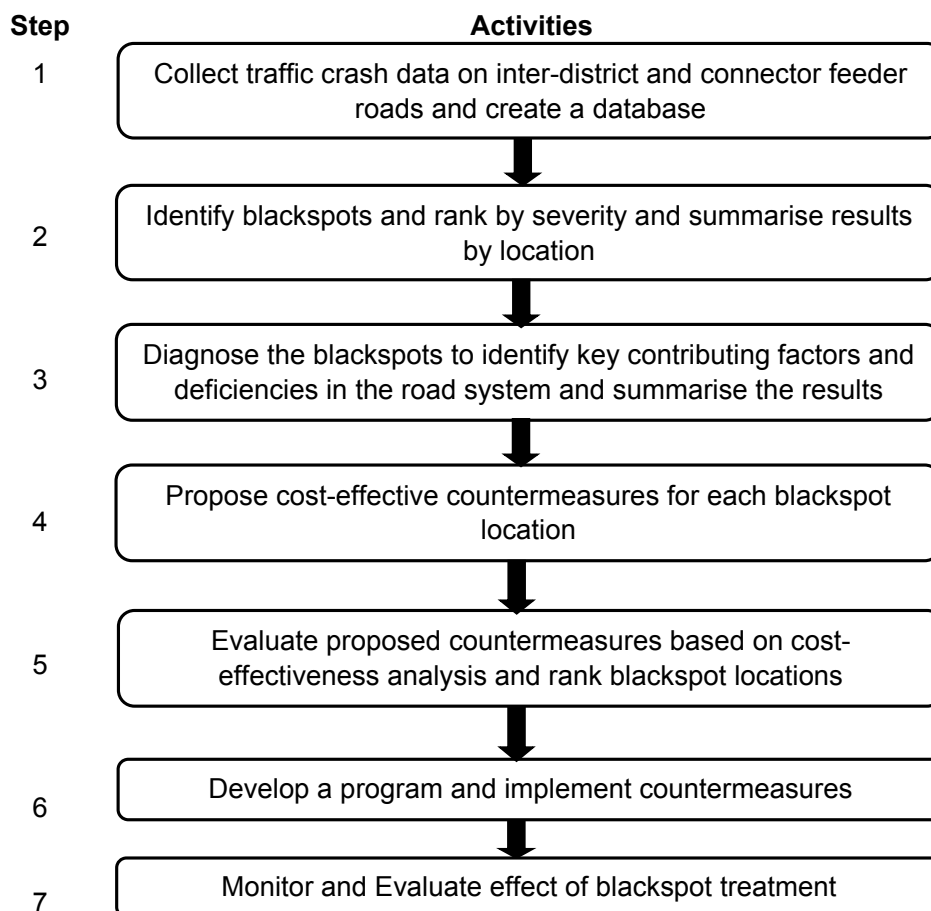 Step Activities
1
Collect traffic crash data on inter-district and connector feeder
roads and create a database
2
Identify blackspots and rank by severity and summarise results
by location
3
Diagnose the blackspots to identify key contributing factors and
deficiencies in the road system and summarise the results
4
Propose cost-effective countermeasures for each blackspot
location
5
Evaluate proposed countermeasures based on cost-
effectiveness analysis and rank blackspot locations
6
Develop a program and implement countermeasures
7
Monitor and Evaluate effect of blackspot treatment